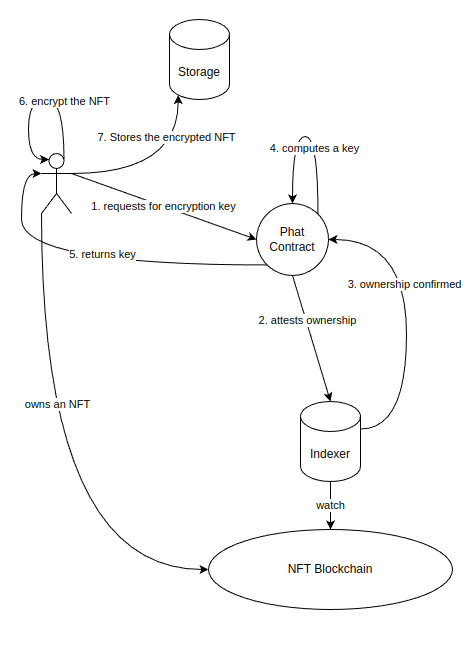 Storage
6. encrypt the NFT
7. Stores the encrypted NFT
4. computes a key
1. requests for encryption key
Phat
Contract
5. returns key
3. ownership confirmed
2. attests ownership
owns an NFT
Indexer
watch
NFT Blockchain